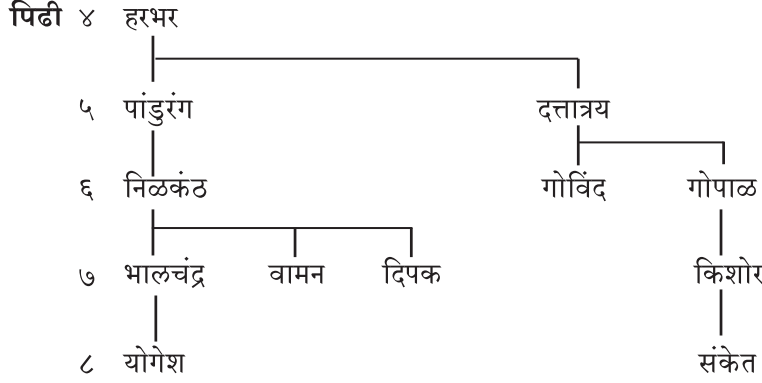 पिढी ४ हरभर
५ पांडुरंग दत्तात्रय
६ निळकंठ गोविंद गोपाळ
७ भालचंद्र वामन दिपक किशोर
८ योगेश संकेत